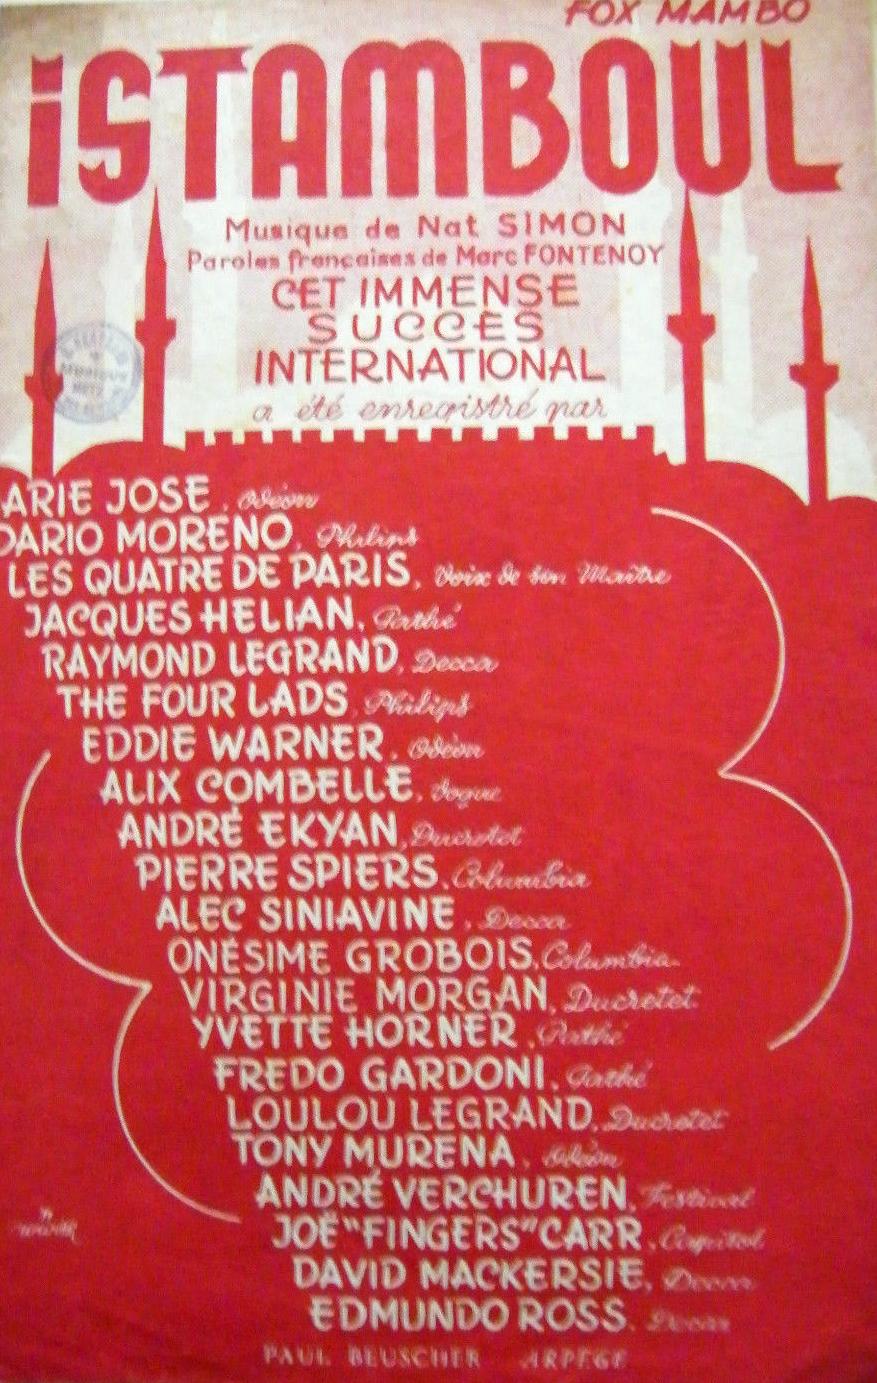 FOX MAMBO
iSTAMBOUL
Musique de Nat SIMON
Paroles françaises de Marc FONTENOY
CET IMMENSE
SUCCÈS
INTERNATIONAL
a été enregistré par
ARIE JOSE, Odéon
DARIO MORENO, Philips
LES QUATRE DE PARIS, Voix de son Maître
JACQUES HELIAN, Pathé
RAYMOND LEGRAND, Decca
THE FOUR LADS, Philips
EDDIE WARNER, Odéon
ALIX COMBELLE, Vogue
ANDRÉ EKYAN, Ducretet
PIERRE SPIERS, Columbia
ALEC SINIAVINE, Decca
ONÉSIME GROBOIS, Columbia
VIRGINIE MORGAN, Ducretet
YVETTE HORNER, Pathé
FREDO GARDONI, Pathé
LOULOU LEGRAND, Ducretet
TONY MURENA, Odéon
ANDRÉ VERCHUREN, Festival
JOË "FINGERS" CARR, Capitol
DAVID MACKERSIE, Decca
EDMUNDO ROSS, Decca
PAUL BEUSCHER ARPÈGE